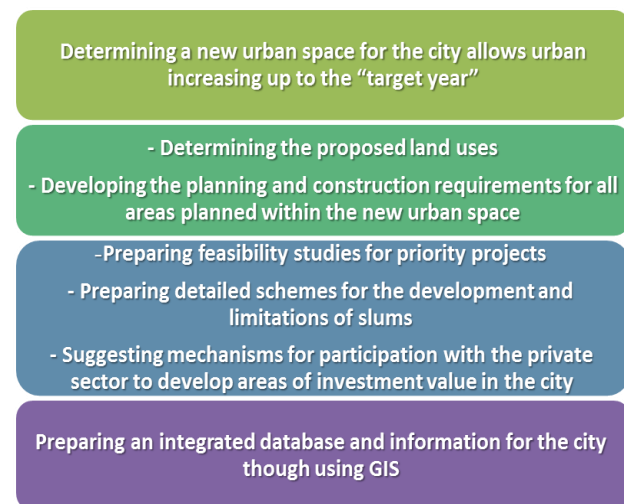 Determining a new urban space for the city allows urban
increasing up to the “target year”
- Determining the proposed land uses
- Developing the planning and construction requirements for all
areas planned within the new urban space
-Preparing feasibility studies for priority projects
- Preparing detailed schemes for the development and
limitations of slums
- Suggesting mechanisms for participation with the private
sector to develop areas of investment value in the city
Preparing an integrated database and information for the city
though using GIS